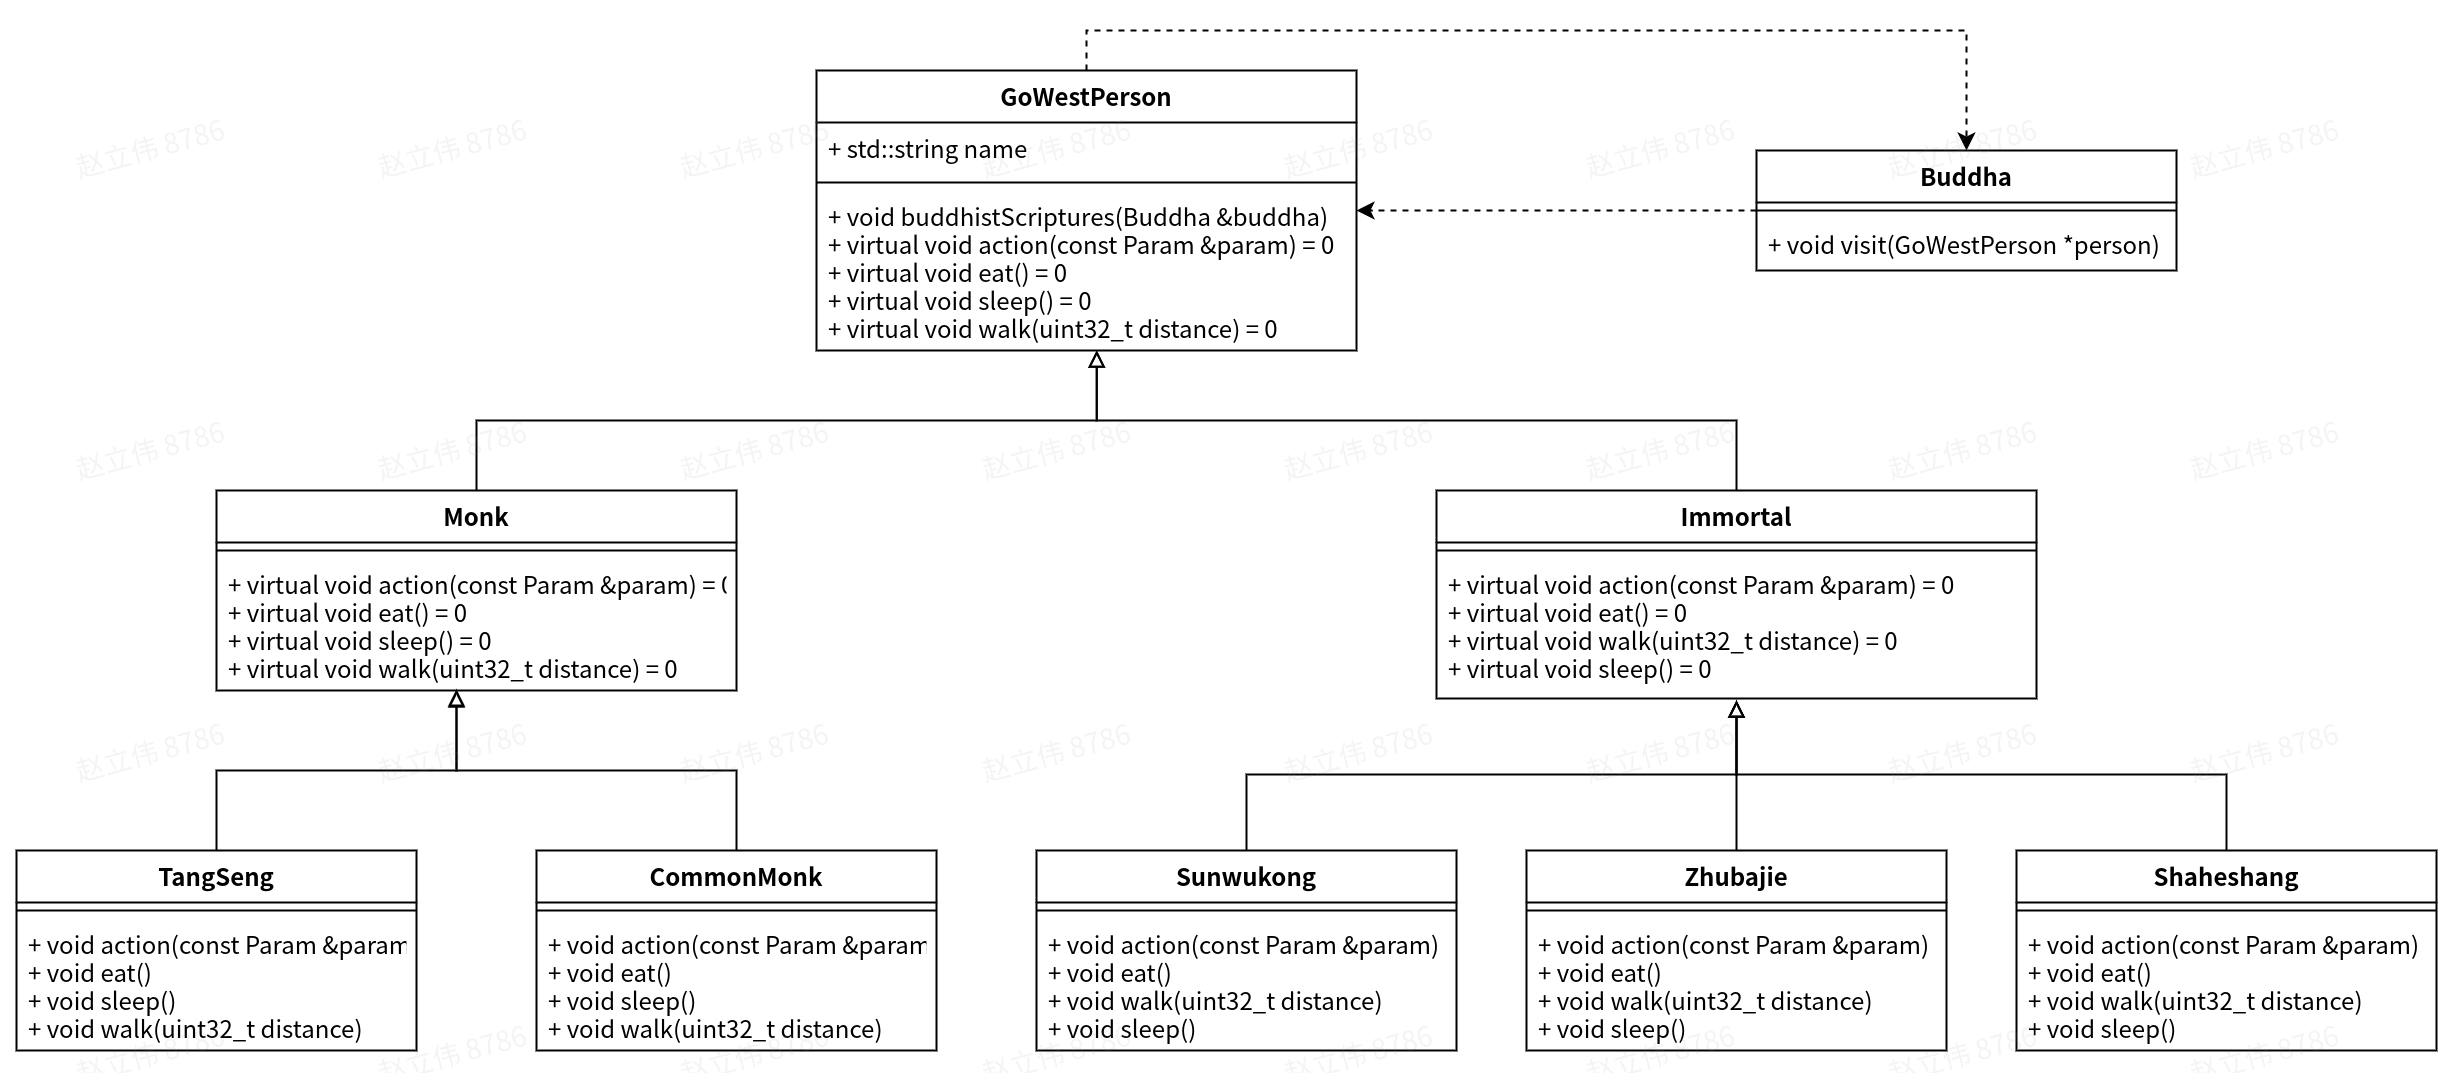 GoWestPerson
+ std::string name
+ void buddhistScriptures(Buddha &buddha)
+ virtual void action(const Param &param) = 0
+ virtual void eat() = 0
+ virtual void sleep() = 0
+ virtual void walk(uint32_t distance) = 0
Buddha
+ void visit(GoWestPerson *person)
Monk
+ virtual void action(const Param &param) = 0
+ virtual void eat() = 0
+ virtual void sleep() = 0
+ virtual void walk(uint32_t distance) = 0
Immortal
+ virtual void action(const Param &param) = 0
+ virtual void eat() = 0
+ virtual void walk(uint32_t distance) = 0
+ virtual void sleep() = 0
TangSeng
+ void action(const Param &param
+ void eat()
+ void sleep()
+ void walk(uint32_t distance)
CommonMonk
+ void action(const Param &param
+ void eat()
+ void sleep()
+ void walk(uint32_t distance)
Sunwukong
+ void action(const Param &param)
+ void eat()
+ void walk(uint32_t distance)
+ void sleep()
Zhubajie
+ void action(const Param &param)
+ void eat()
+ void walk(uint32_t distance)
+ void sleep()
Shaheshang
+ void action(const Param &param)
+ void eat()
+ void walk(uint32_t distance)
+ void sleep()
赵立伟 8786